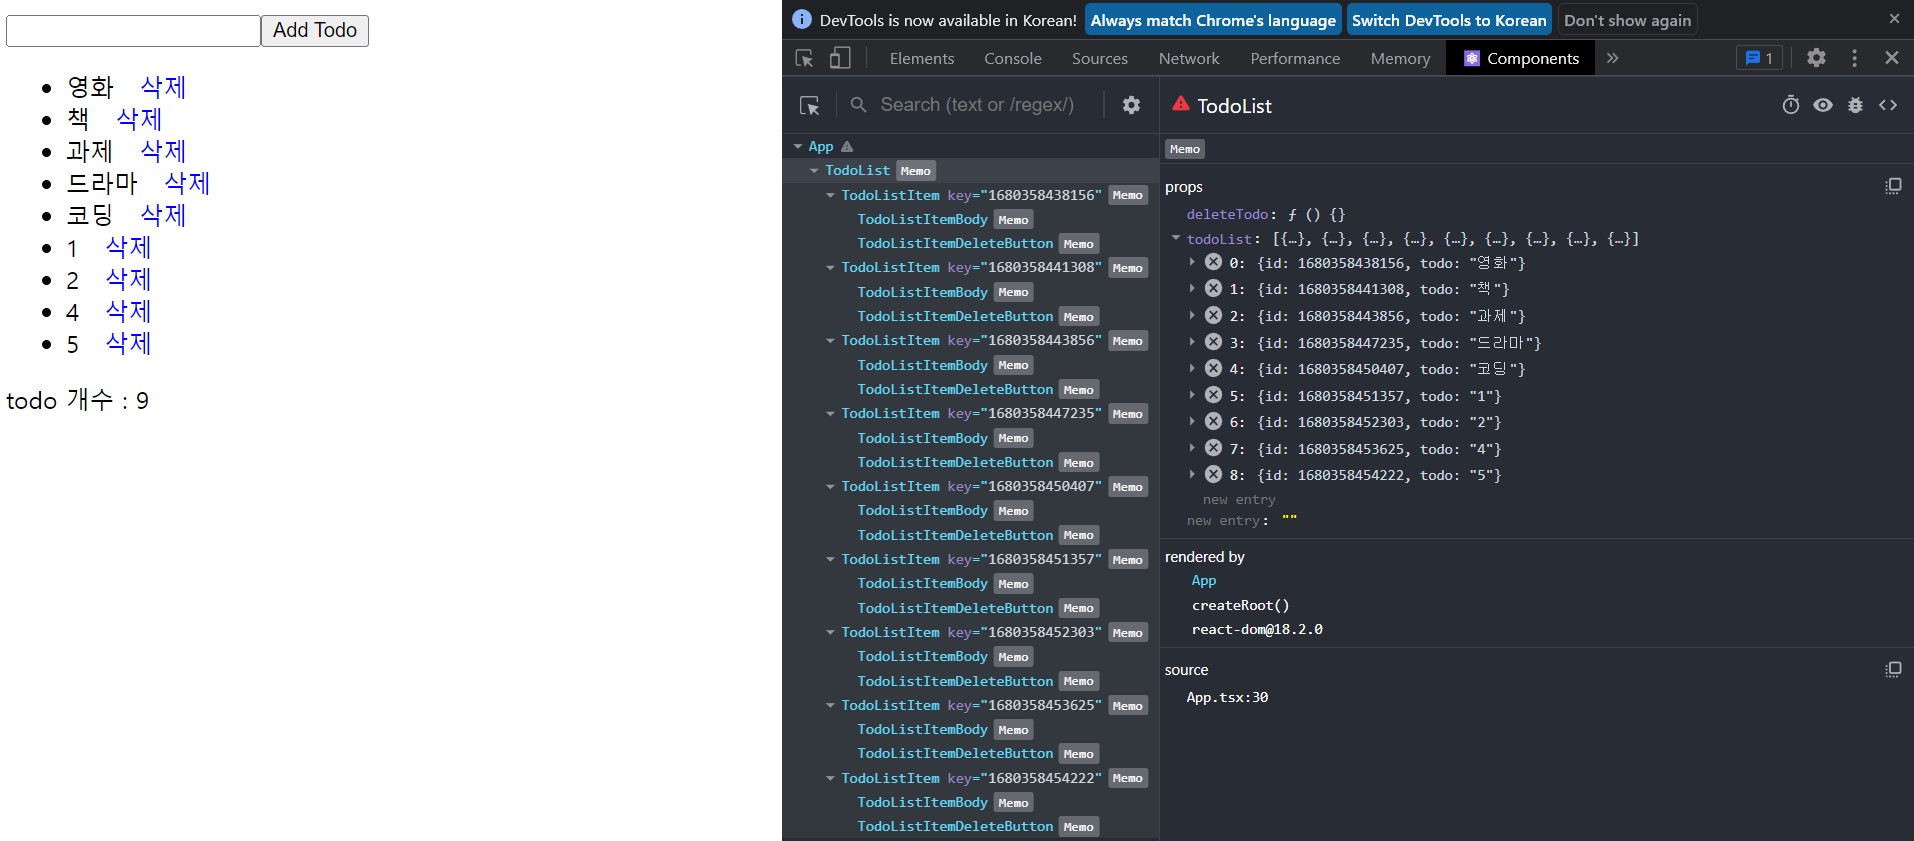 Add Todo
영화 삭제
책 삭제
과제 삭제
드라마 삭제
코딩 삭제
1 삭제
2 삭제
4 삭제
5 삭제
todo 개수 : 9
DevTools is now available in Korean! Always match Chrome's language Switch DevTools to Korean Don't show again
Elements Console Sources Network Performance Memory Components 1
Search (text or /regex/)
App
TodoList Memo
TodoListItem key="1680358438156" Memo
TodoListItemBody Memo
TodoListItemDeleteButton Memo
TodoListItem key="1680358441308" Memo
TodoListItemBody Memo
TodoListItemDeleteButton Memo
TodoListItem key="1680358443856" Memo
TodoListItemBody Memo
TodoListItemDeleteButton Memo
TodoListItem key="1680358447235" Memo
TodoListItemBody Memo
TodoListItemDeleteButton Memo
TodoListItem key="1680358450407" Memo
TodoListItemBody Memo
TodoListItemDeleteButton Memo
TodoListItem key="1680358451357" Memo
TodoListItemBody Memo
TodoListItemDeleteButton Memo
TodoListItem key="1680358452303" Memo
TodoListItemBody Memo
TodoListItemDeleteButton Memo
TodoListItem key="1680358453625" Memo
TodoListItemBody Memo
TodoListItemDeleteButton Memo
TodoListItem key="1680358454222" Memo
TodoListItemBody Memo
TodoListItemDeleteButton Memo
TodoList
Memo
props
deleteTodo: ƒ () {}
todoList: [{…}, {…}, {…}, {…}, {…}, {…}, {…}, {…}, {…}]
0: {id: 1680358438156, todo: "영화"}
1: {id: 1680358441308, todo: "책"}
2: {id: 1680358443856, todo: "과제"}
3: {id: 1680358447235, todo: "드라마"}
4: {id: 1680358450407, todo: "코딩"}
5: {id: 1680358451357, todo: "1"}
6: {id: 1680358452303, todo: "2"}
7: {id: 1680358453625, todo: "4"}
8: {id: 1680358454222, todo: "5"}
new entry
new entry: ""
rendered by
App
createRoot()
react-dom@18.2.0
source
App.tsx:30